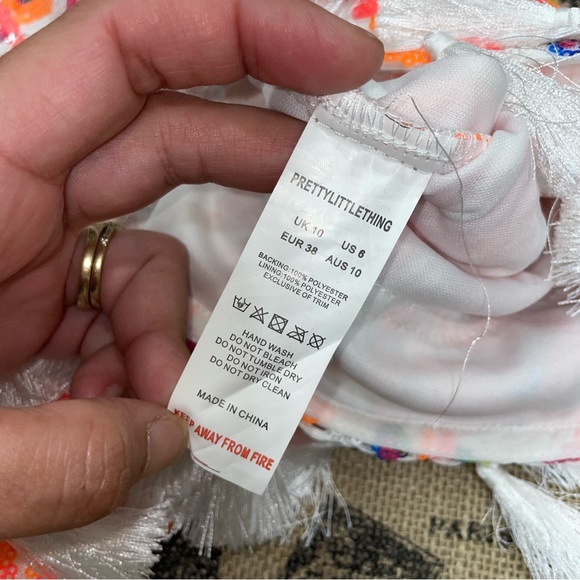 PRETTYLITTLETHING
UK 10 US 6
EUR 38 AUS 10
BACKING:100% POLYESTER
LINING:100% POLYESTER
EXCLUSIVE OF TRIM
HAND WASH
DO NOT BLEACH
DO NOT TUMBLE DRY
DO NOT IRON
DO NOT DRY CLEAN
MADE IN CHINA
KEEP AWAY FROM FIRE
PARIS